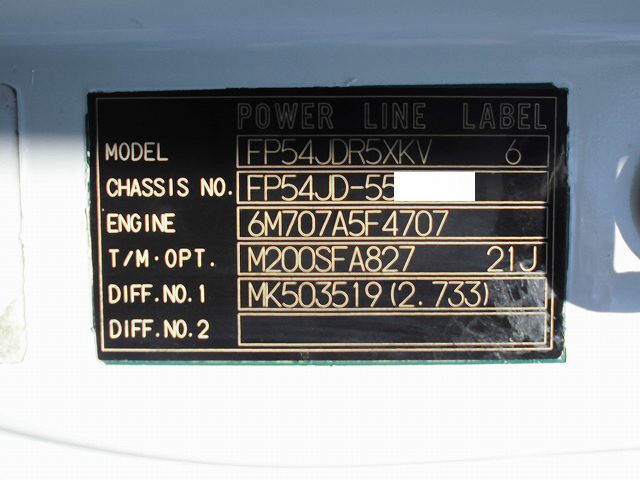 POWER LINE LABEL
MODEL FP54JDR5XKV 6
CHASSIS NO. FP54JD-55
ENGINE 6M707A5F4707
T/M·OPT. M200SFA827 21J
DIFF.NO.1 MK503519(2.733)
DIFF.NO.2